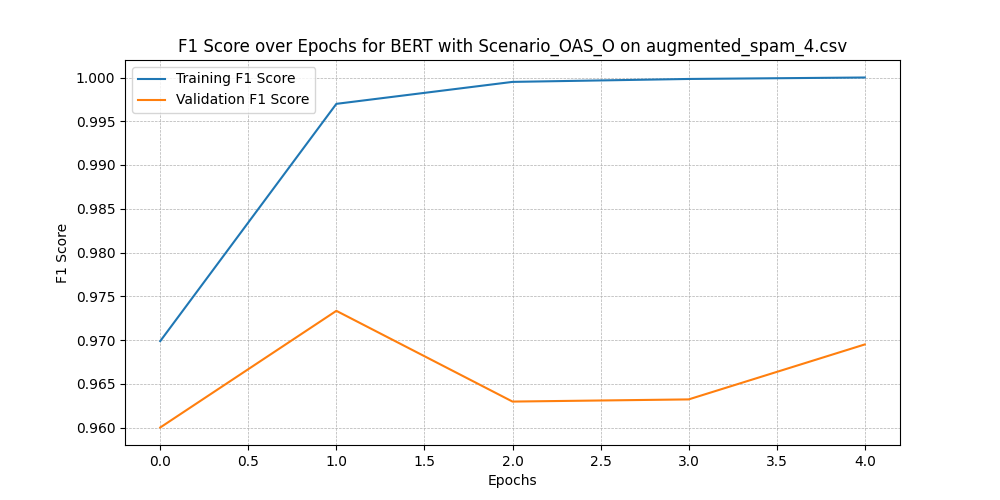 F1 Score over Epochs for BERT with Scenario_OAS_O on augmented_spam_4.csv
Training F1 Score
Validation F1 Score
F1 Score
1.000
0.995
0.990
0.985
0.980
0.975
0.970
0.965
0.960
0.0 0.5 1.0 1.5 2.0 2.5 3.0 3.5 4.0
Epochs